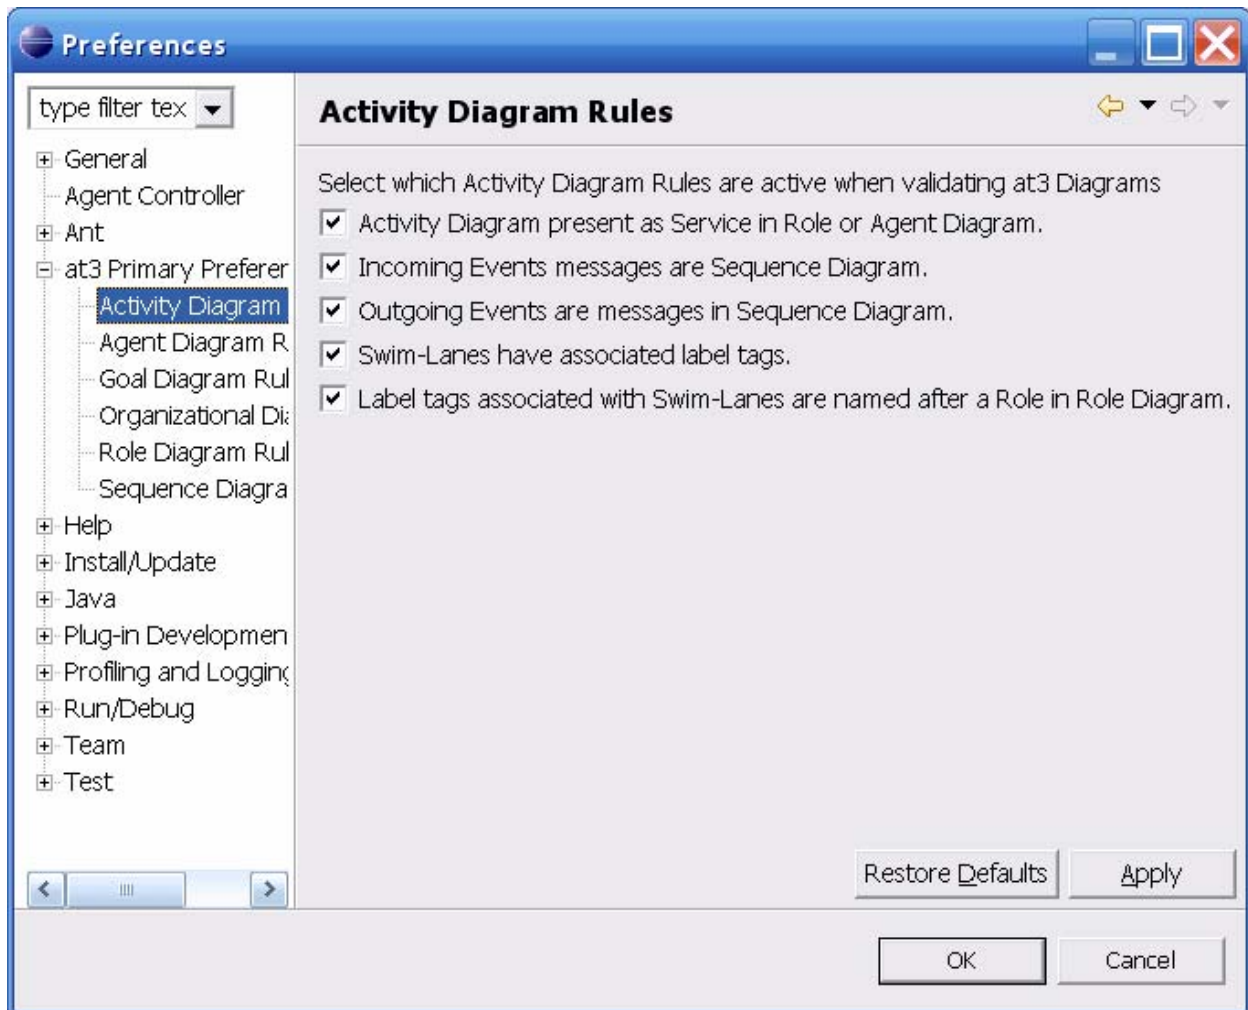 Preferences
type filter tex
General
Agent Controller
Ant
at3 Primary Preferer
Activity Diagram
Agent Diagram R
Goal Diagram Rul
Organizational Dia
Role Diagram Rul
Sequence Diagra
Help
Install/Update
Java
Plug-in Developmen
Profiling and Logging
Run/Debug
Team
Test
Activity Diagram Rules
Select which Activity Diagram Rules are active when validating at3 Diagrams
Activity Diagram present as Service in Role or Agent Diagram.
Incoming Events messages are Sequence Diagram.
Outgoing Events are messages in Sequence Diagram.
Swim-Lanes have associated label tags.
Label tags associated with Swim-Lanes are named after a Role in Role Diagram.
Restore Defaults
Apply
OK
Cancel